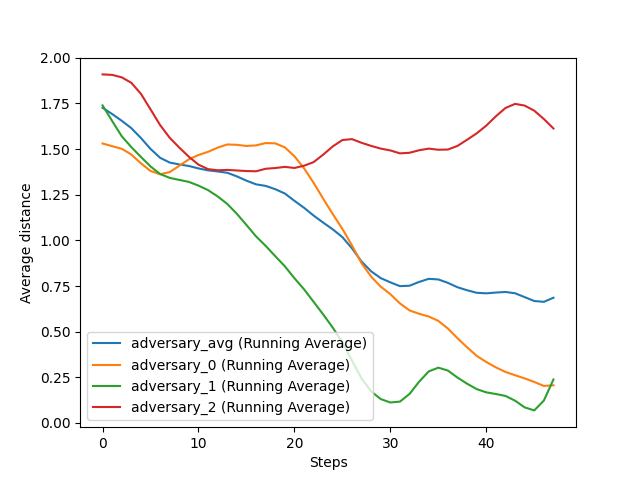 2.00
1.75
1.50
1.25
1.00
0.75
0.50
0.25
0.00
Average distance
adversary_avg (Running Average)
adversary_0 (Running Average)
adversary_1 (Running Average)
adversary_2 (Running Average)
0 10 20 30 40
Steps